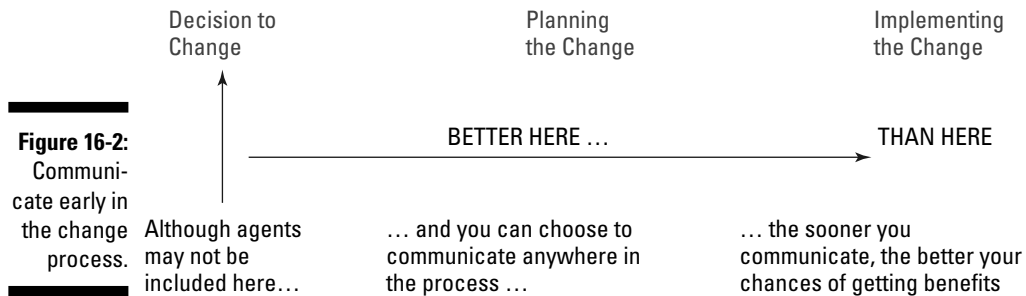 Decision to
Change
Planning
the Change
Implementing
the Change
Figure 16-2:
Communi-
cate early in
the change
process.
BETTER HERE …
THAN HERE
Although agents
may not be
included here…
… and you can choose to
communicate anywhere in
the process …
… the sooner you
communicate, the better your
chances of getting benefits